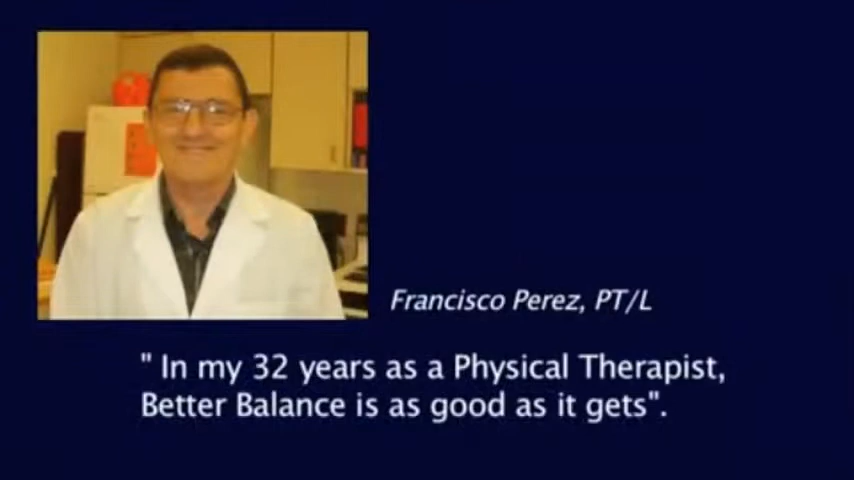 Francisco Perez, PT/L
" In my 32 years as a Physical Therapist,
Better Balance is as good as it gets".